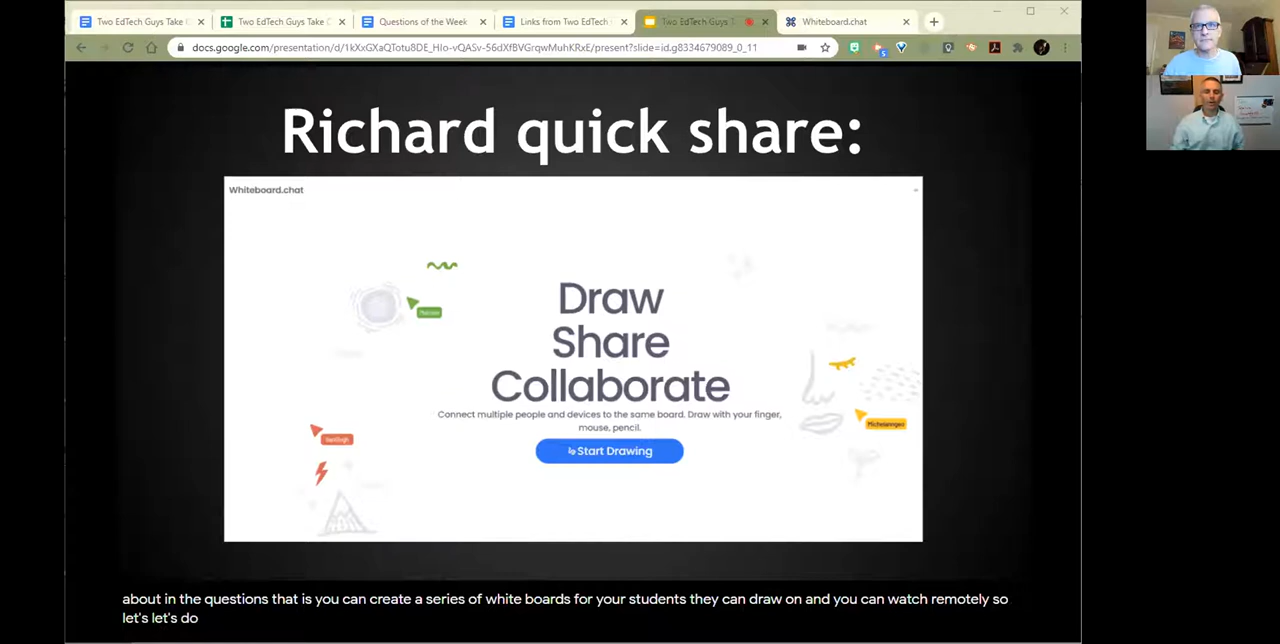 Two EdTech Guys Take
Two EdTech Guys Take
Questions of the Week
Links from Two EdTech
Two EdTech Guys T
Whiteboard.chat
docs.google.com/presentation/d/1kXxGXaQTotu8DE_HIo-vQASv-56dXfBVGrqwMuhKRxE/present?slide=id.g8334679089_0_11
Richard quick share:
Whiteboard.chat
Draw
Share
Collaborate
Connect multiple people and devices to the same board. Draw with your finger,
mouse, pencil.
Start Drawing
about in the questions that is you can create a series of white boards for your students they can draw on and you can watch remotely so
let's let's do